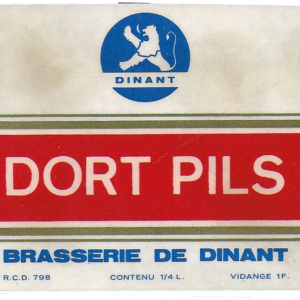 DINANT
DORT PILS
BRASSERIE DE DINANT
R.C.D. 798 CONTENU 1/4 L. VIDANGE 1F.